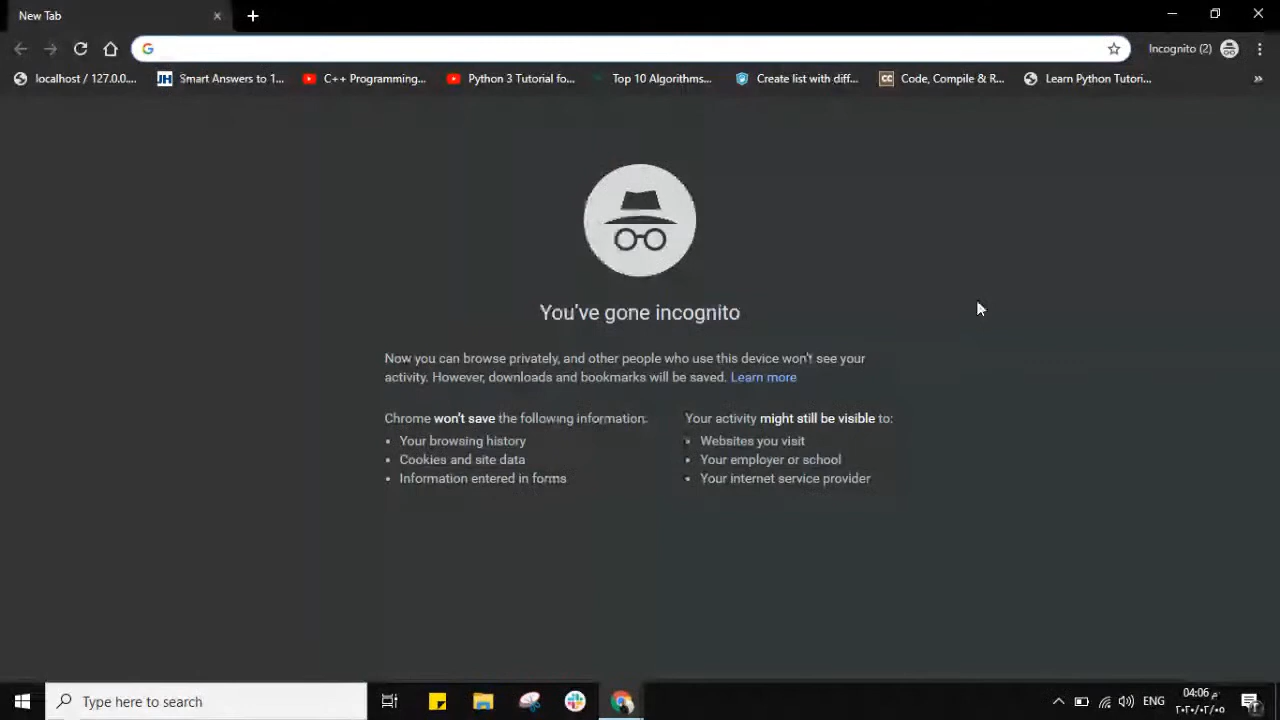 New Tab
Incognito (2)
localhost / 127.0.0....
Smart Answers to 1...
C++ Programming...
Python 3 Tutorial fo...
Top 10 Algorithms...
Create list with diff...
Code, Compile & R...
Learn Python Tutori...
You've gone incognito
Now you can browse privately, and other people who use this device won't see your
activity. However, downloads and bookmarks will be saved. Learn more
Chrome won't save the following information:
Your browsing history
Cookies and site data
Information entered in forms
Your activity might still be visible to:
Websites you visit
Your employer or school
Your internet service provider
Type here to search
ENG
04:06 م
٢٠٢٠/٠٢/٠٥